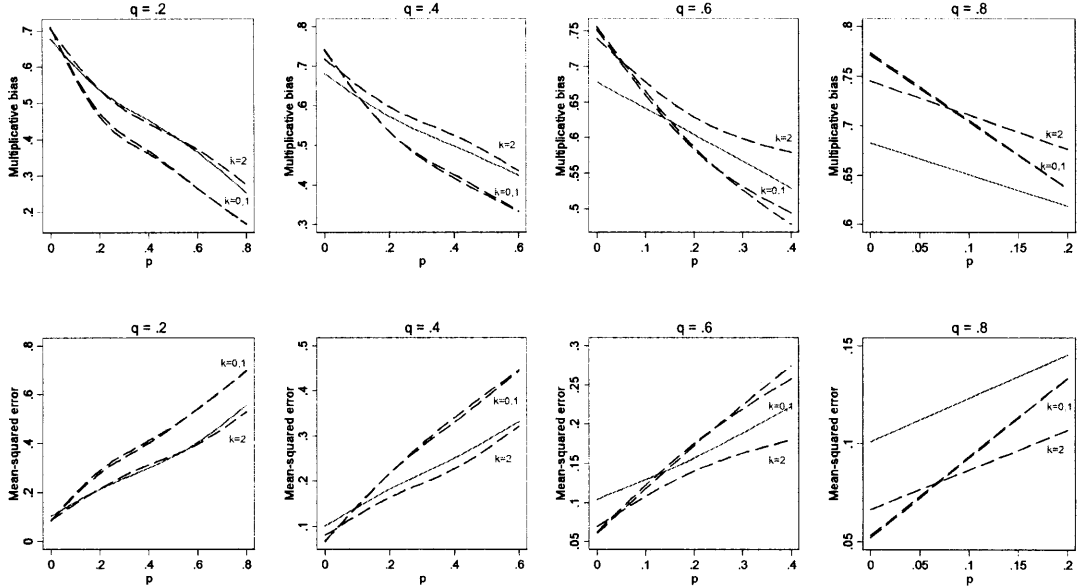 q = .2
q = .4
q = .6
q = .8
Multiplicative bias
.7
.6
.5
.4
.3
.2
k=2
k=0,1
0 .2 .4 .6 .8
p
Multiplicative bias
.8
.7
.6
.5
.4
.3
k=2
k=0,1
0 .2 .4 .6
p
Multiplicative bias
.75
.7
.65
.6
.55
.5
k=2
k=0,1
0 .1 .2 .3 .4
p
Multiplicative bias
.8
.75
.7
.65
.6
k=2
k=0,1
0 .05 .1 .15 .2
p
q = .2
q = .4
q = .6
q = .8
Mean-squared error
.8
.6
.4
.2
0
k=0,1
k=2
0 .2 .4 .6 .8
p
Mean-squared error
.5
.4
.3
.2
.1
k=0,1
k=2
0 .2 .4 .6
p
Mean-squared error
.3
.25
.2
.15
.1
.05
k=0,1
k=2
0 .1 .2 .3 .4
p
Mean-squared error
.15
.1
.05
k=0,1
k=2
0 .05 .1 .15 .2
p